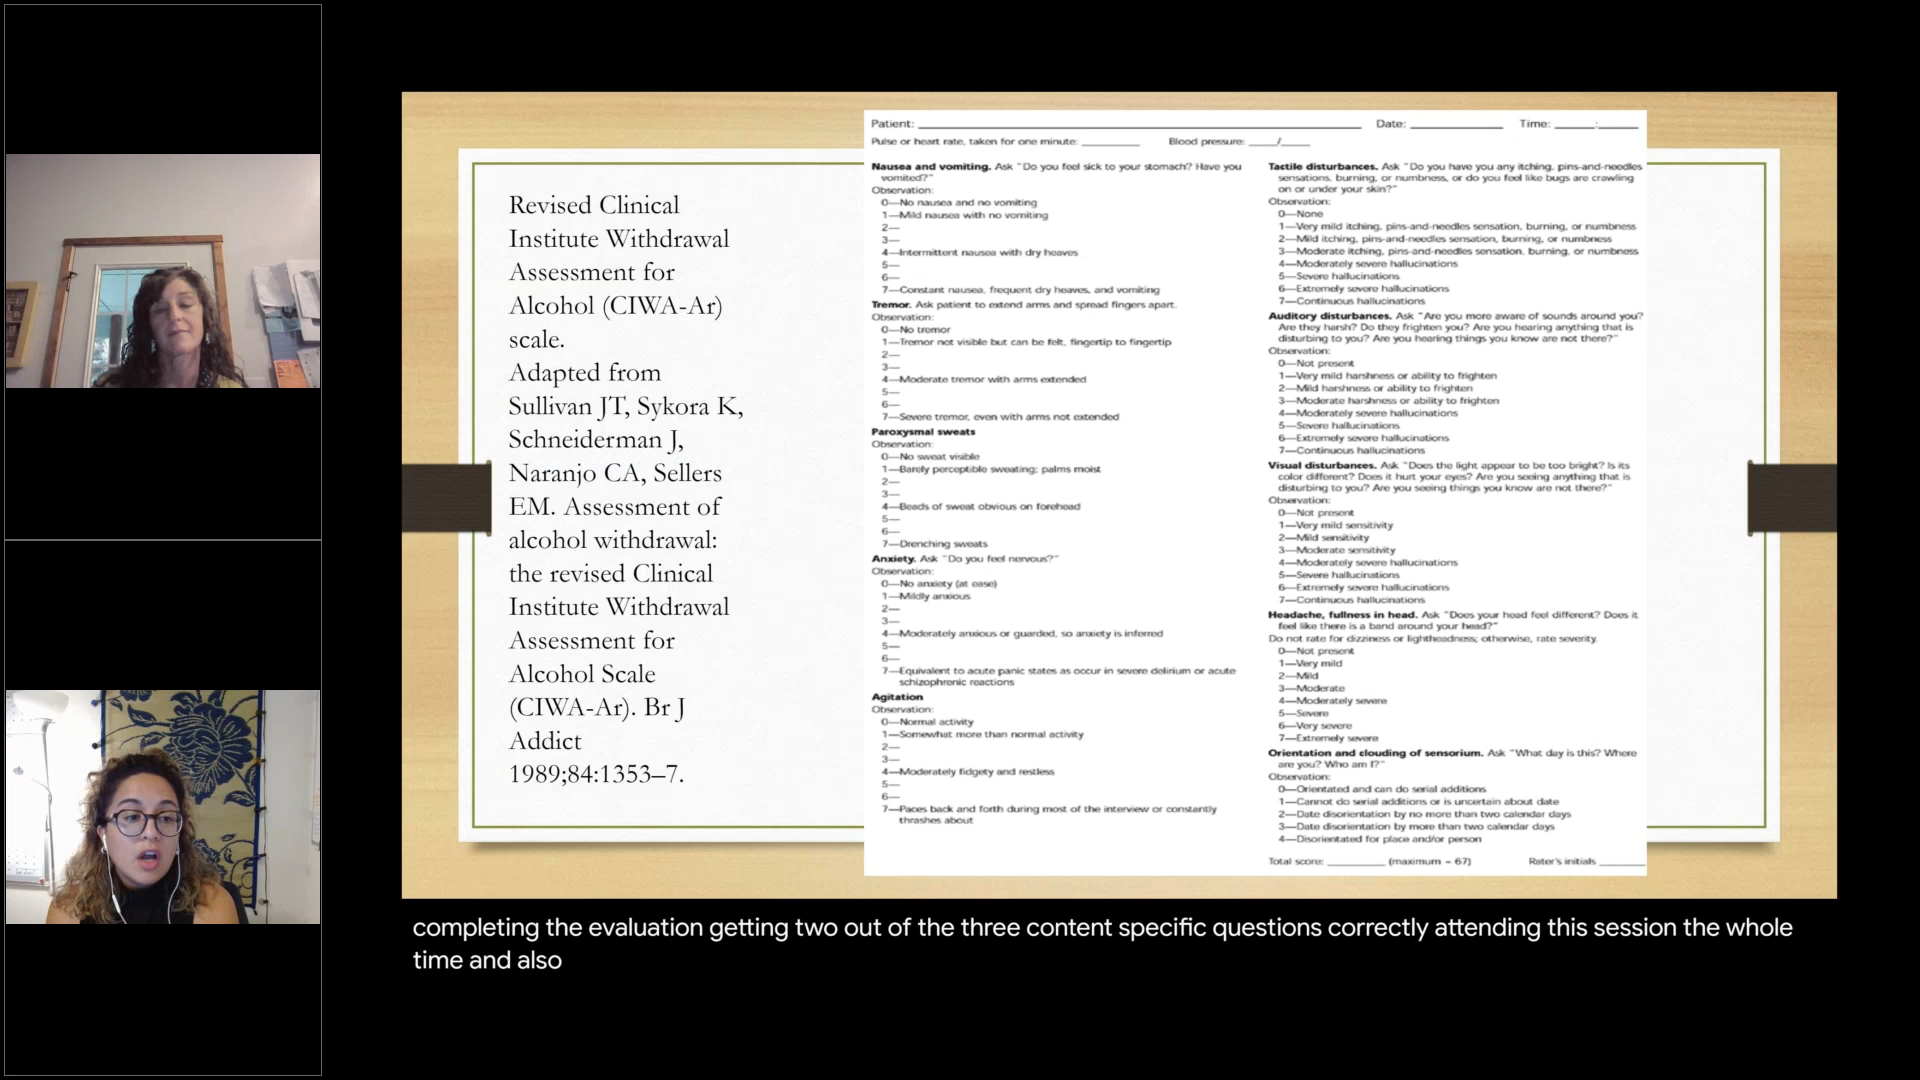 Revised Clinical
Institute Withdrawal
Assessment for
Alcohol (CIWA-Ar)
scale.
Adapted from
Sullivan JT, Sykora K,
Schneiderman J,
Naranjo CA, Sellers
EM. Assessment of
alcohol withdrawal:
the revised Clinical
Institute Withdrawal
Assessment for
Alcohol Scale
(CIWA-Ar). Br J
Addict
1989;84:1353–7.
Patient: Date: Time: :
Pulse or heart rate, taken for one minute: Blood pressure: /
Nausea and vomiting. Ask "Do you feel sick to your stomach? Have you
vomited?"
Observation:
0—No nausea and no vomiting
1—Mild nausea with no vomiting
2—
3—
4—Intermittent nausea with dry heaves
5—
6—
7—Constant nausea, frequent dry heaves, and vomiting
Tremor. Ask patient to extend arms and spread fingers apart.
Observation:
0—No tremor
1—Tremor not visible but can be felt, fingertip to fingertip
2—
3—
4—Moderate tremor with arms extended
5—
6—
7—Severe tremor, even with arms not extended
Paroxysmal sweats
Observation:
0—No sweat visible
1—Barely perceptible sweating; palms moist
2—
3—
4—Beads of sweat obvious on forehead
5—
6—
7—Drenching sweats
Anxiety. Ask "Do you feel nervous?"
Observation:
0—No anxiety (at ease)
1—Mildly anxious
2—
3—
4—Moderately anxious or guarded, so anxiety is inferred
5—
6—
7—Equivalent to acute panic states as occur in severe delirium or acute
schizophrenic reactions
Agitation
Observation:
0—Normal activity
1—Somewhat more than normal activity
2—
3—
4—Moderately fidgety and restless
5—
6—
7—Paces back and forth during most of the interview or constantly
thrashes about
Tactile disturbances. Ask "Do you have you any itching, pins-and-needles
sensations, burning, or numbness, or do you feel like bugs are crawling
on or under your skin?"
Observation:
0—None
1—Very mild itching, pins-and-needles sensation, burning, or numbness
2—Mild itching, pins-and-needles sensation, burning, or numbness
3—Moderate itching, pins-and-needles sensation, burning, or numbness
4—Moderately severe hallucinations
5—Severe hallucinations
6—Extremely severe hallucinations
7—Continuous hallucinations
Auditory disturbances. Ask "Are you more aware of sounds around you?
Are they harsh? Do they frighten you? Are you hearing anything that is
disturbing to you? Are you hearing things you know are not there?"
Observation:
0—Not present
1—Very mild harshness or ability to frighten
2—Mild harshness or ability to frighten
3—Moderate harshness or ability to frighten
4—Moderately severe hallucinations
5—Severe hallucinations
6—Extremely severe hallucinations
7—Continuous hallucinations
Visual disturbances. Ask "Does the light appear to be too bright? Is its
color different? Does it hurt your eyes? Are you seeing anything that is
disturbing to you? Are you seeing things you know are not there?"
Observation:
0—Not present
1—Very mild sensitivity
2—Mild sensitivity
3—Moderate sensitivity
4—Moderately severe hallucinations
5—Severe hallucinations
6—Extremely severe hallucinations
7—Continuous hallucinations
Headache, fullness in head. Ask "Does your head feel different? Does it
feel like there is a band around your head?"
Do not rate for dizziness or lightheadness; otherwise, rate severity.
0—Not present
1—Very mild
2—Mild
3—Moderate
4—Moderately severe
5—Severe
6—Very severe
7—Extremely severe
Orientation and clouding of sensorium. Ask "What day is this? Where
are you? Who am I?"
Observation:
0—Orientated and can do serial additions
1—Cannot do serial additions or is uncertain about date
2—Date disorientation by no more than two calendar days
3—Date disorientation by more than two calendar days
4—Disorientated for place and/or person
Total score: (maximum = 67) Rater's initials
completing the evaluation getting two out of the three content specific questions correctly attending this session the whole
time and also